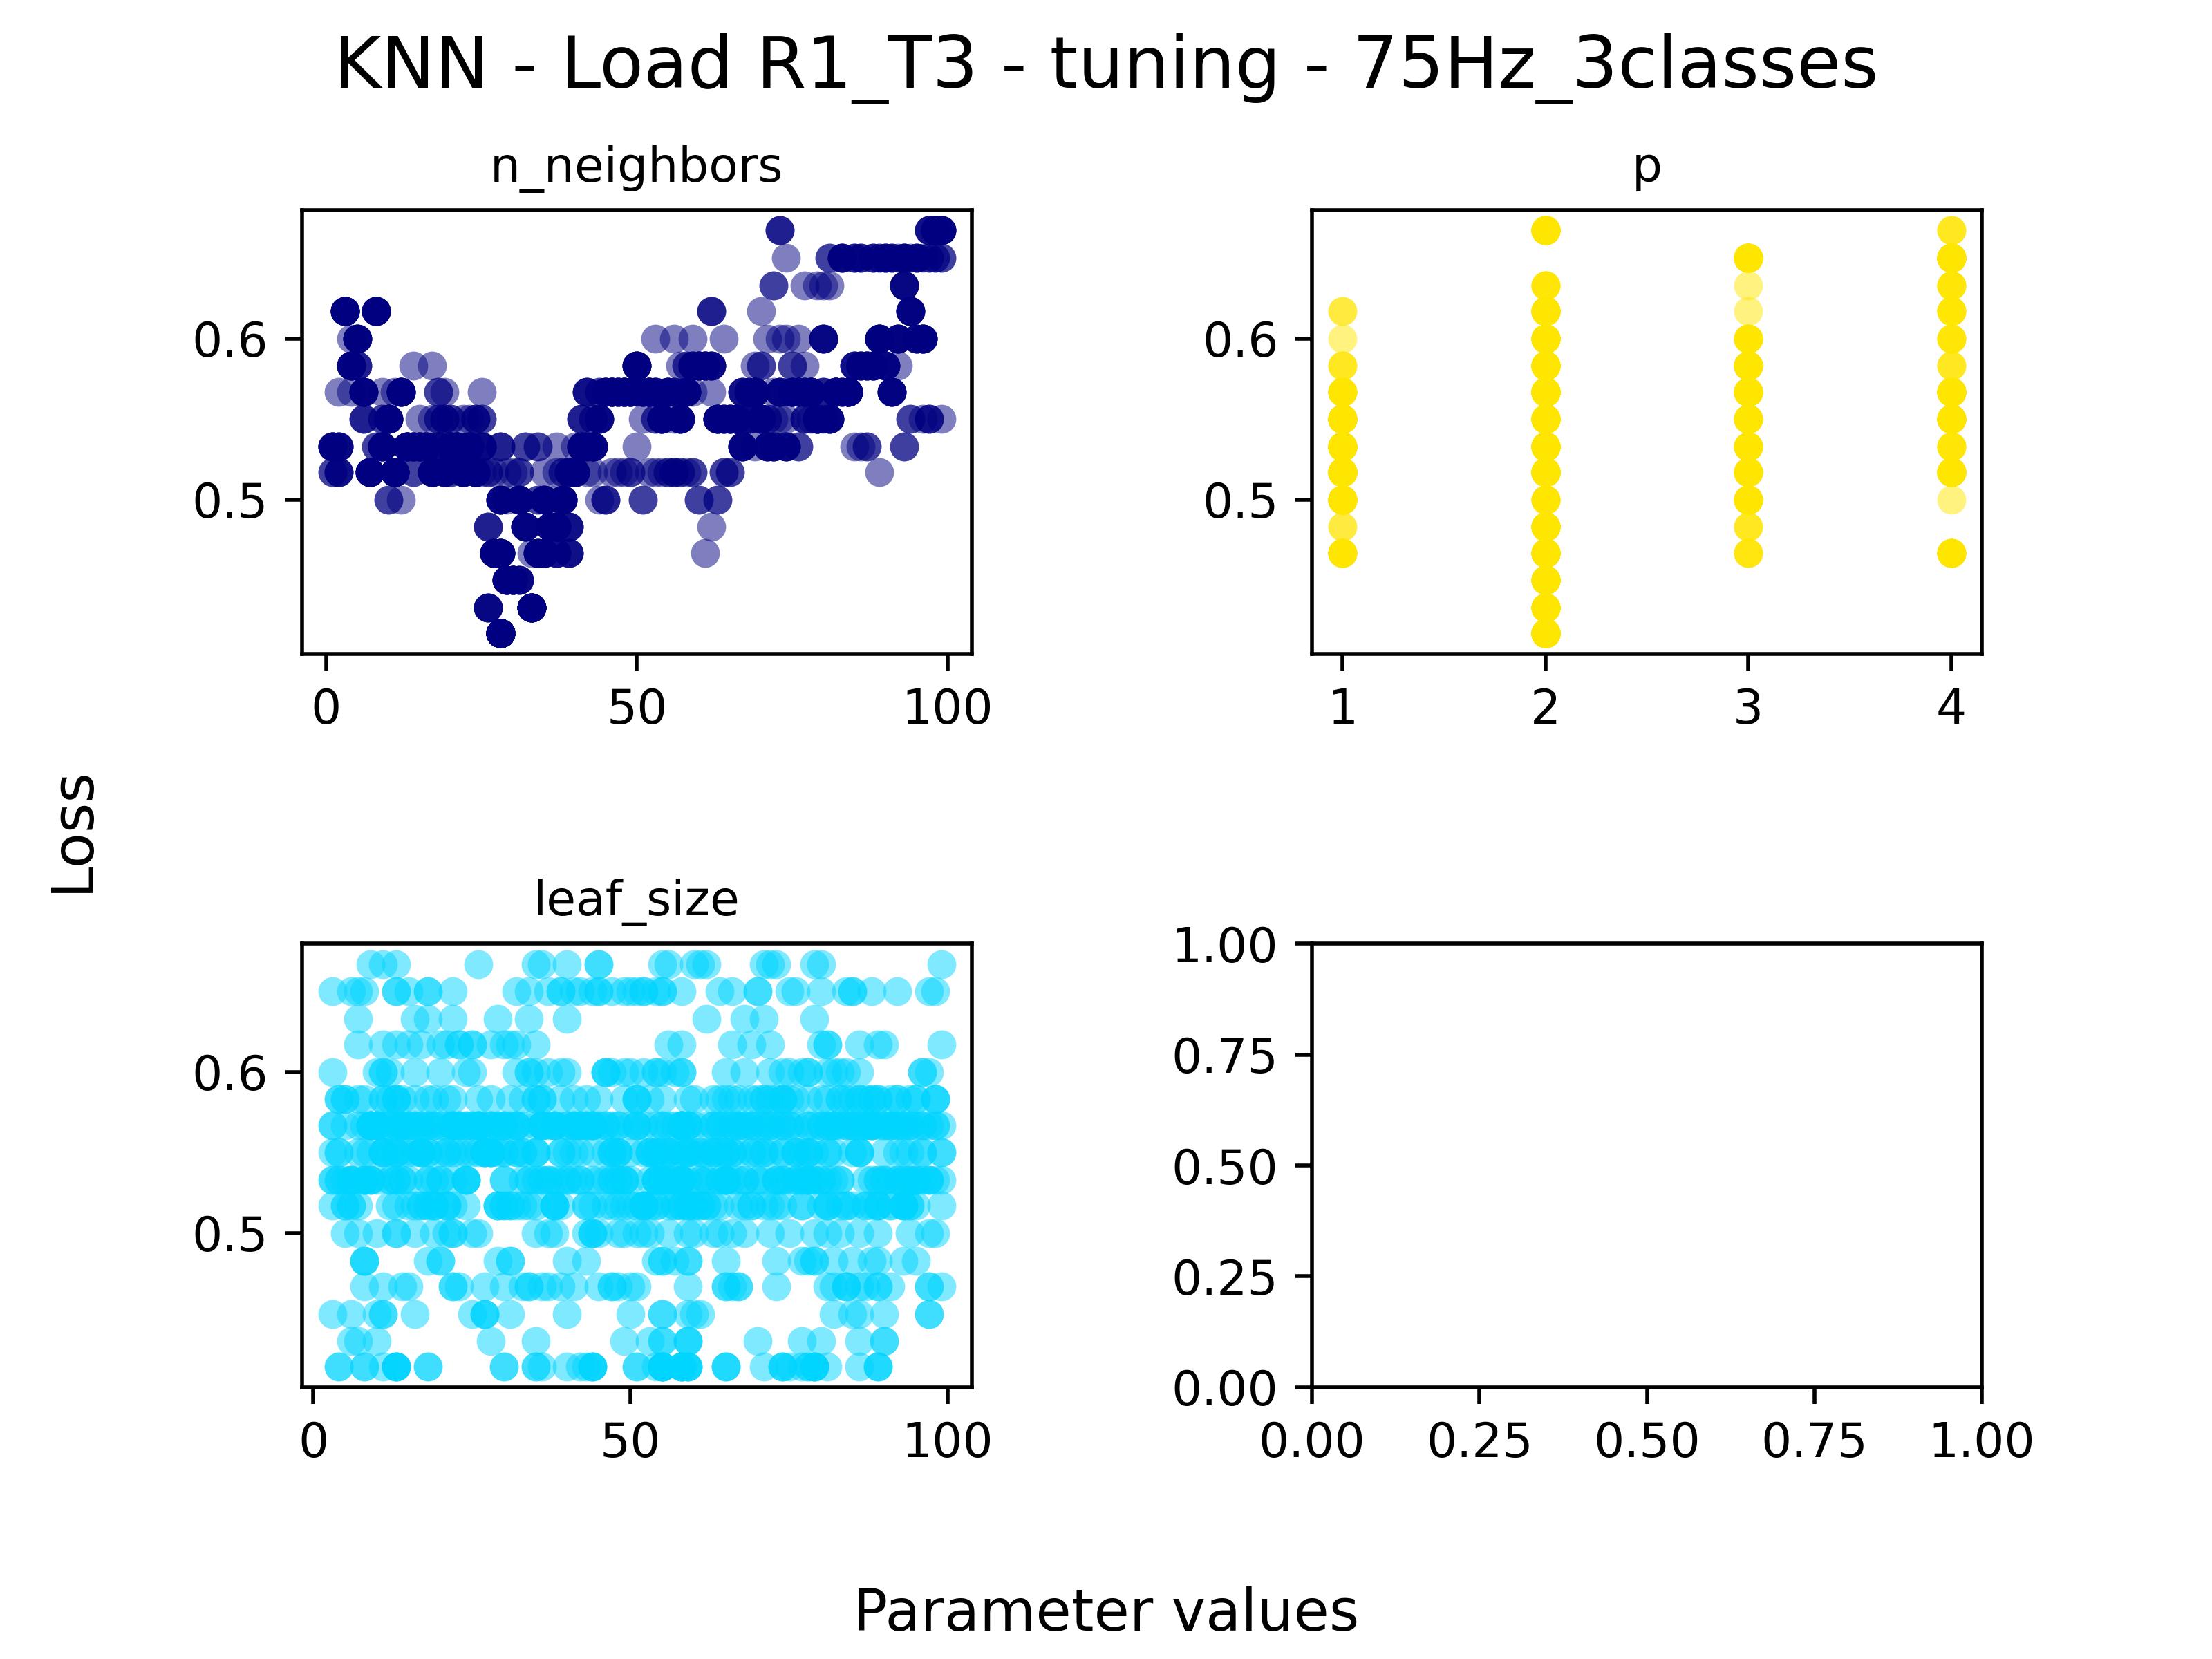 KNN - Load R1_T3 - tuning - 75Hz_3classes
n_neighbors
0.6
0.5
0 50 100
p
0.6
0.5
1 2 3 4
Loss
leaf_size
0.6
0.5
0 50 100
1.00
0.75
0.50
0.25
0.00
0.00 0.25 0.50 0.75 1.00
Parameter values